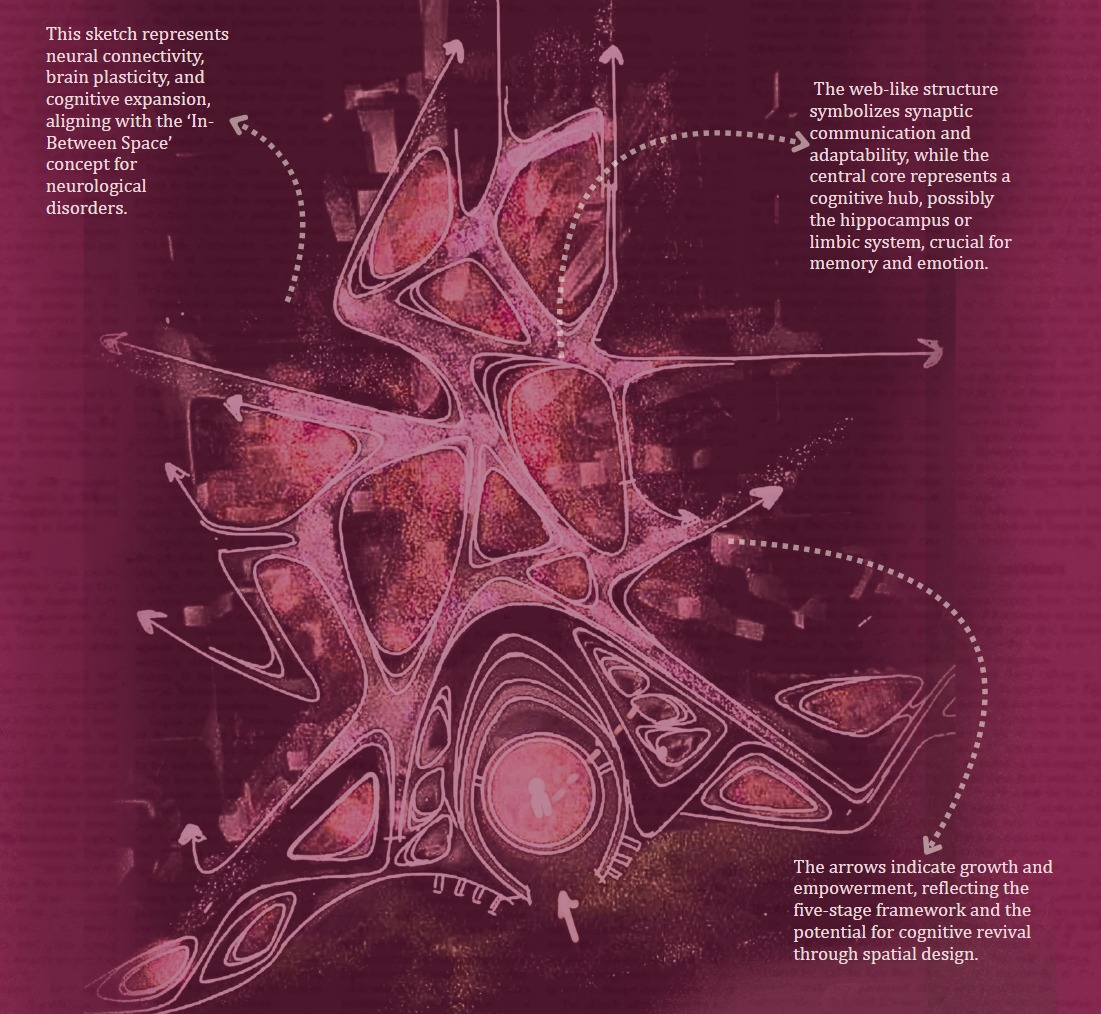 This sketch represents
neural connectivity,
brain plasticity, and
cognitive expansion,
aligning with the ‘In-
Between Space’
concept for
neurological
disorders.
The web-like structure
symbolizes synaptic
communication and
adaptability, while the
central core represents a
cognitive hub, possibly
the hippocampus or
limbic system, crucial for
memory and emotion.
The arrows indicate growth and
empowerment, reflecting the
five-stage framework and the
potential for cognitive revival
through spatial design.